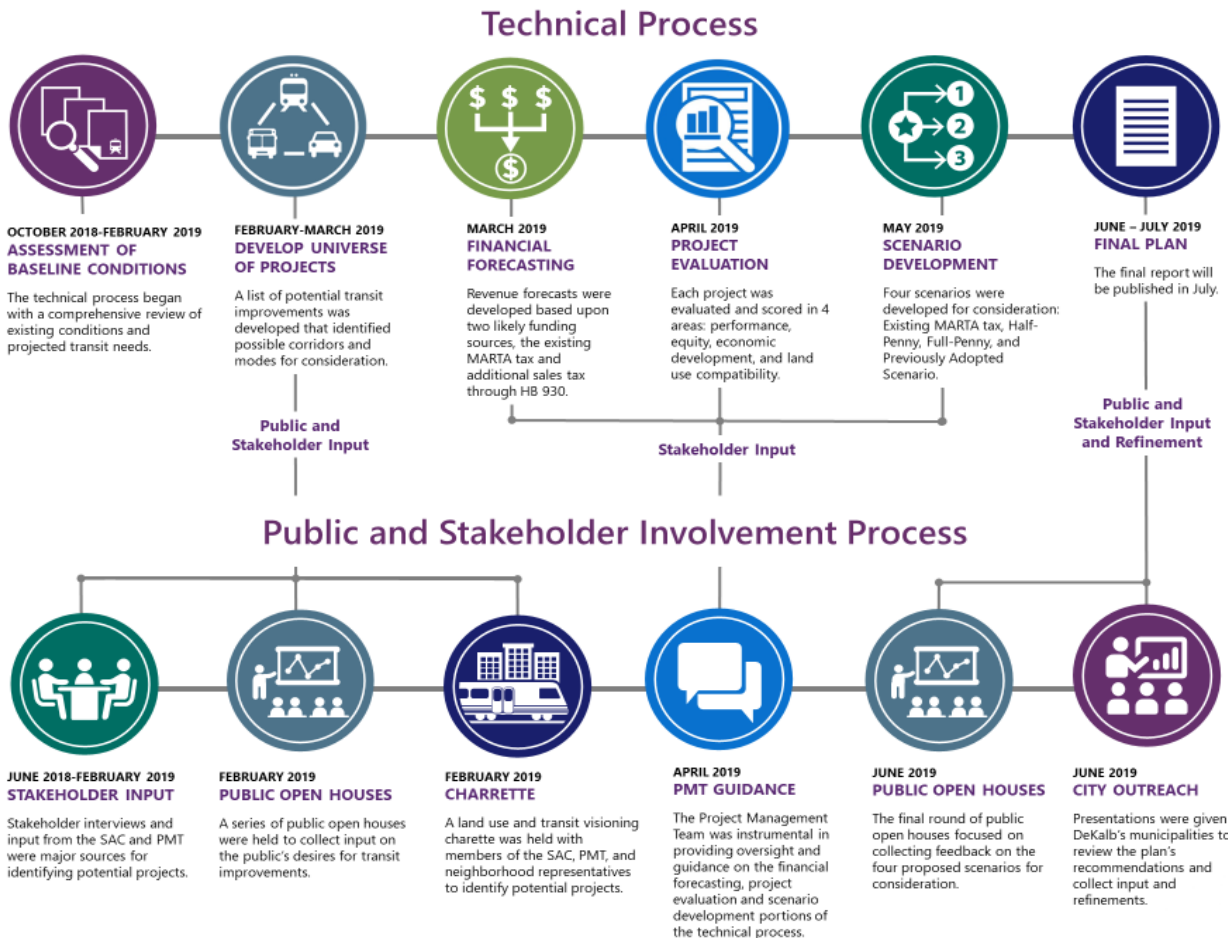 Technical Process
$ $ $
$
1
2
3
OCTOBER 2018-FEBRUARY 2019
ASSESSMENT OF
BASELINE CONDITIONS
The technical process began
with a comprehensive review of
existing conditions and
projected transit needs.
FEBRUARY-MARCH 2019
DEVELOP UNIVERSE
OF PROJECTS
A list of potential transit
improvements was
developed that identified
possible corridors and
modes for consideration.
MARCH 2019
FINANCIAL
FORECASTING
Revenue forecasts were
developed based upon
two likely funding
sources, the existing
MARTA tax and
additional sales tax
through HB 930.
APRIL 2019
PROJECT
EVALUATION
Each project was
evaluated and scored in 4
areas: performance,
equity, economic
development, and land
use compatibility.
MAY 2019
SCENARIO
DEVELOPMENT
Four scenarios were
developed for consideration:
Existing MARTA tax, Half-
Penny, Full-Penny, and
Previously Adopted
Scenario.
JUNE – JULY 2019
FINAL PLAN
The final report will
be published in July.
Public and
Stakeholder Input
Stakeholder Input
Public and
Stakeholder Input
and Refinement
Public and Stakeholder Involvement Process
JUNE 2018-FEBRUARY 2019
STAKEHOLDER INPUT
Stakeholder interviews and
input from the SAC and PMT
were major sources for
identifying potential projects.
FEBRUARY 2019
PUBLIC OPEN HOUSES
A series of public open houses
were held to collect input on
the public's desires for transit
improvements.
FEBRUARY 2019
CHARRETTE
A land use and transit visioning
charette was held with
members of the SAC, PMT, and
neighborhood representatives
to identify potential projects.
APRIL 2019
PMT GUIDANCE
The Project Management
Team was instrumental in
providing oversight and
guidance on the financial
forecasting, project
evaluation and scenario
development portions of
the technical process.
JUNE 2019
PUBLIC OPEN HOUSES
The final round of public
open houses focused on
collecting feedback on the
four proposed scenarios for
consideration.
JUNE 2019
CITY OUTREACH
Presentations were given
DeKalb's municipalities to
review the plan's
recommendations and
collect input and
refinements.